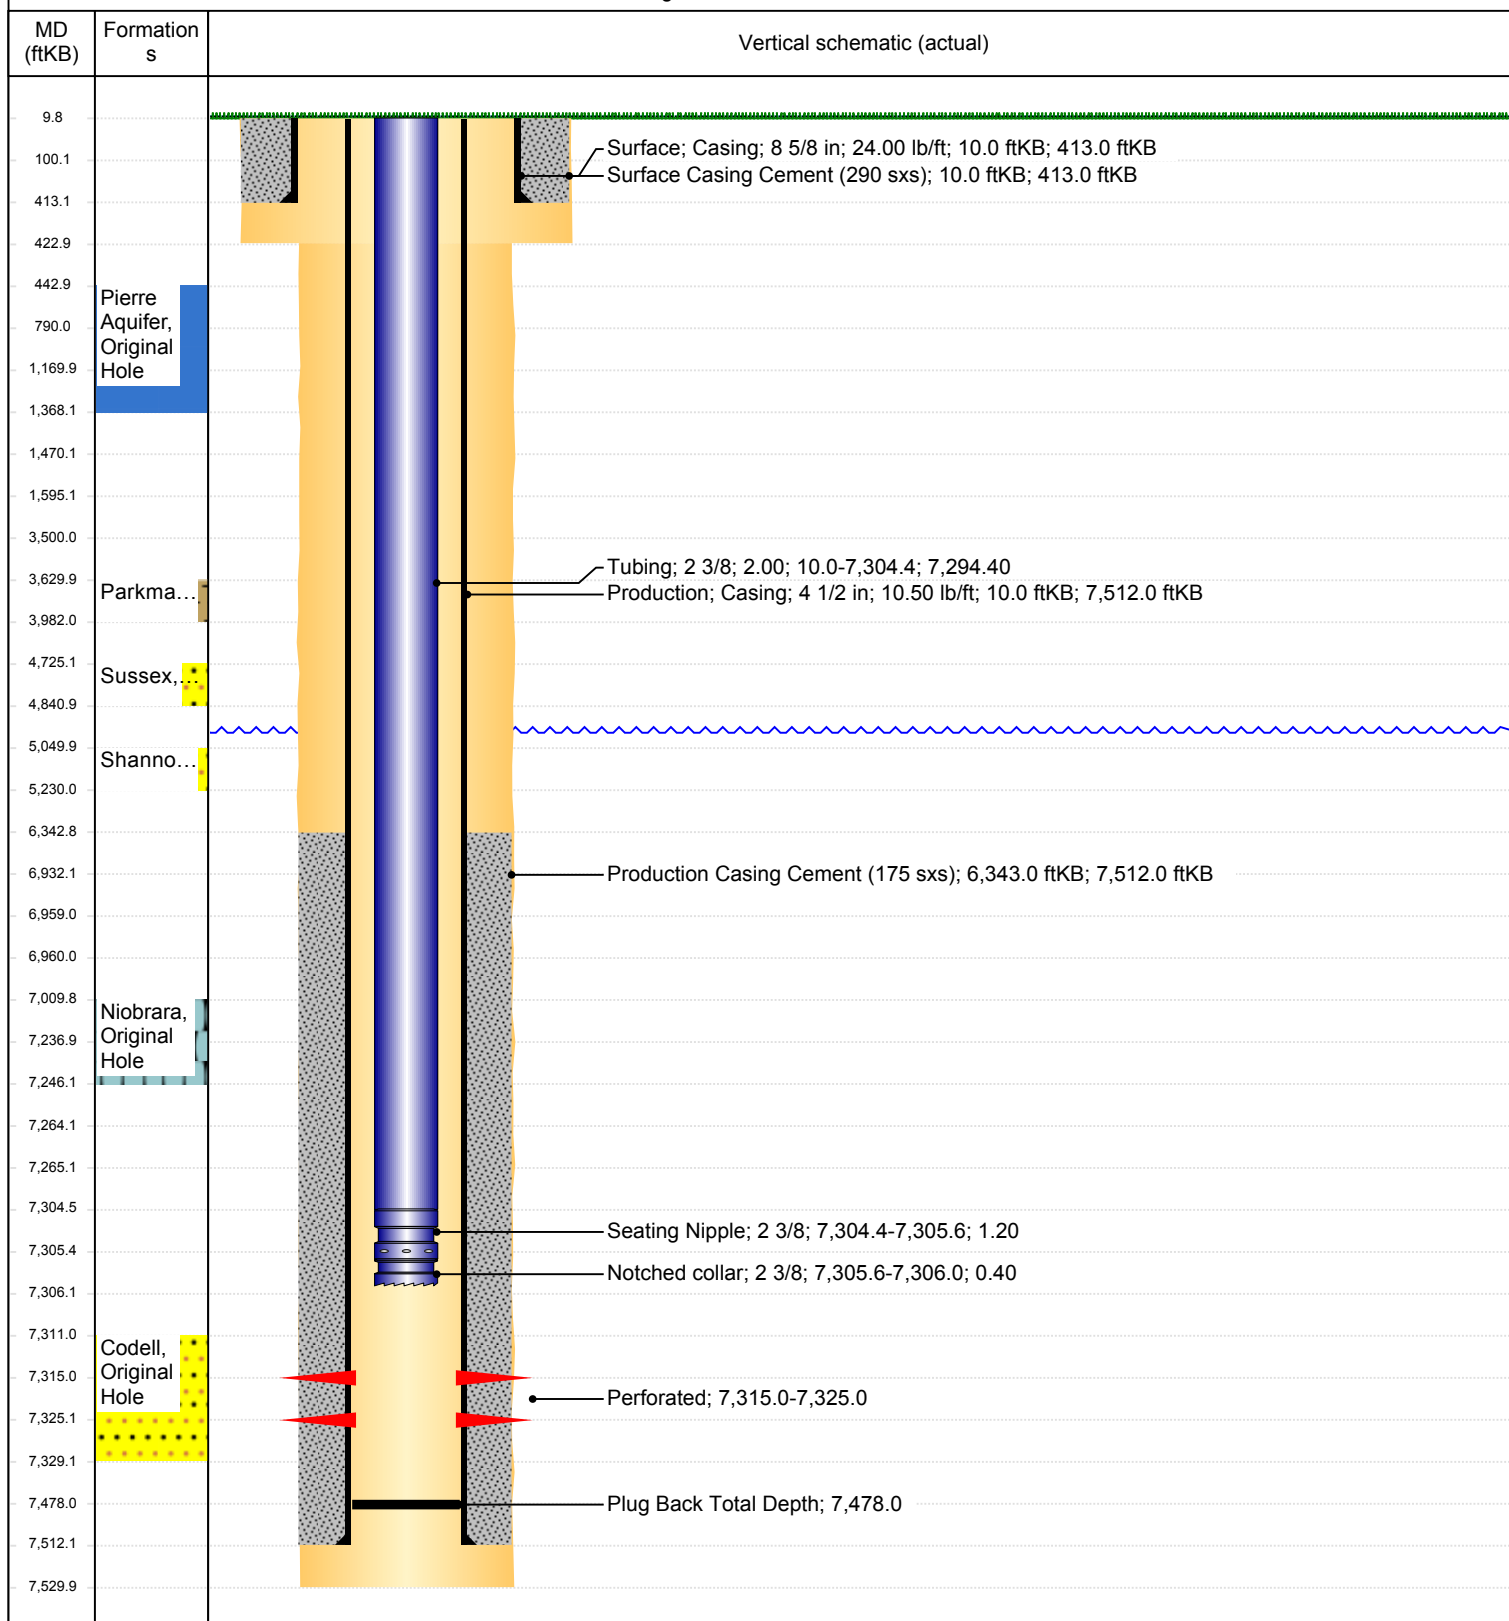 MD
(ftKB)
Formation
s
Vertical schematic (actual)
9.8
Surface; Casing; 8 5/8 in; 24.00 lb/ft; 10.0 ftKB; 413.0 ftKB
100.1
Surface Casing Cement (290 sxs); 10.0 ftKB; 413.0 ftKB
413.1
422.9
442.9
Pierre
Aquifer,
Original
Hole
790.0
1,169.9
1,368.1
1,470.1
1,595.1
3,500.0
Tubing; 2 3/8; 2.00; 10.0-7,304.4; 7,294.40
3,629.9
Parkma...
Production; Casing; 4 1/2 in; 10.50 lb/ft; 10.0 ftKB; 7,512.0 ftKB
3,982.0
4,725.1
Sussex,...
4,840.9
5,049.9
Shanno...
5,230.0
6,342.8
6,932.1
Production Casing Cement (175 sxs); 6,343.0 ftKB; 7,512.0 ftKB
6,959.0
6,960.0
7,009.8
Niobrara,
Original
Hole
7,236.9
7,246.1
7,264.1
7,265.1
7,304.5
Seating Nipple; 2 3/8; 7,304.4-7,305.6; 1.20
7,305.4
Notched collar; 2 3/8; 7,305.6-7,306.0; 0.40
7,306.1
7,311.0
Codell,
Original
Hole
7,315.0
Perforated; 7,315.0-7,325.0
7,325.1
7,329.1
7,478.0
Plug Back Total Depth; 7,478.0
7,512.1
7,529.9